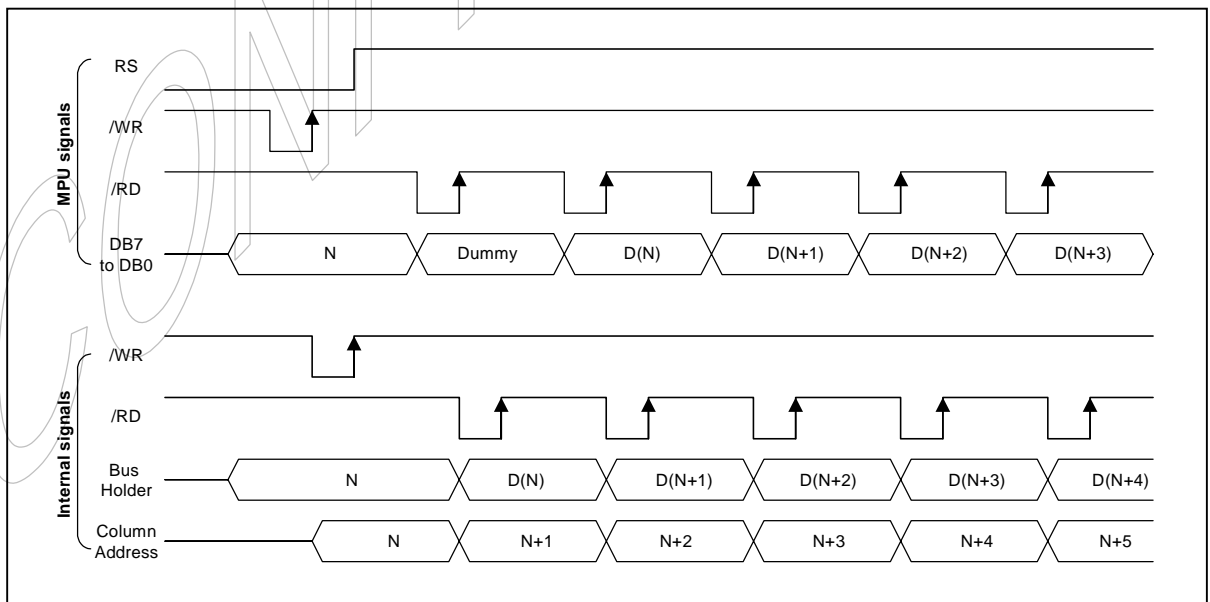 MPU signals
RS
/WR
/RD
DB7
to DB0
N Dummy D(N) D(N+1) D(N+2) D(N+3)
Internal signals
/WR
/RD
Bus
Holder
N D(N) D(N+1) D(N+2) D(N+3) D(N+4)
Column
Address
N N+1 N+2 N+3 N+4 N+5